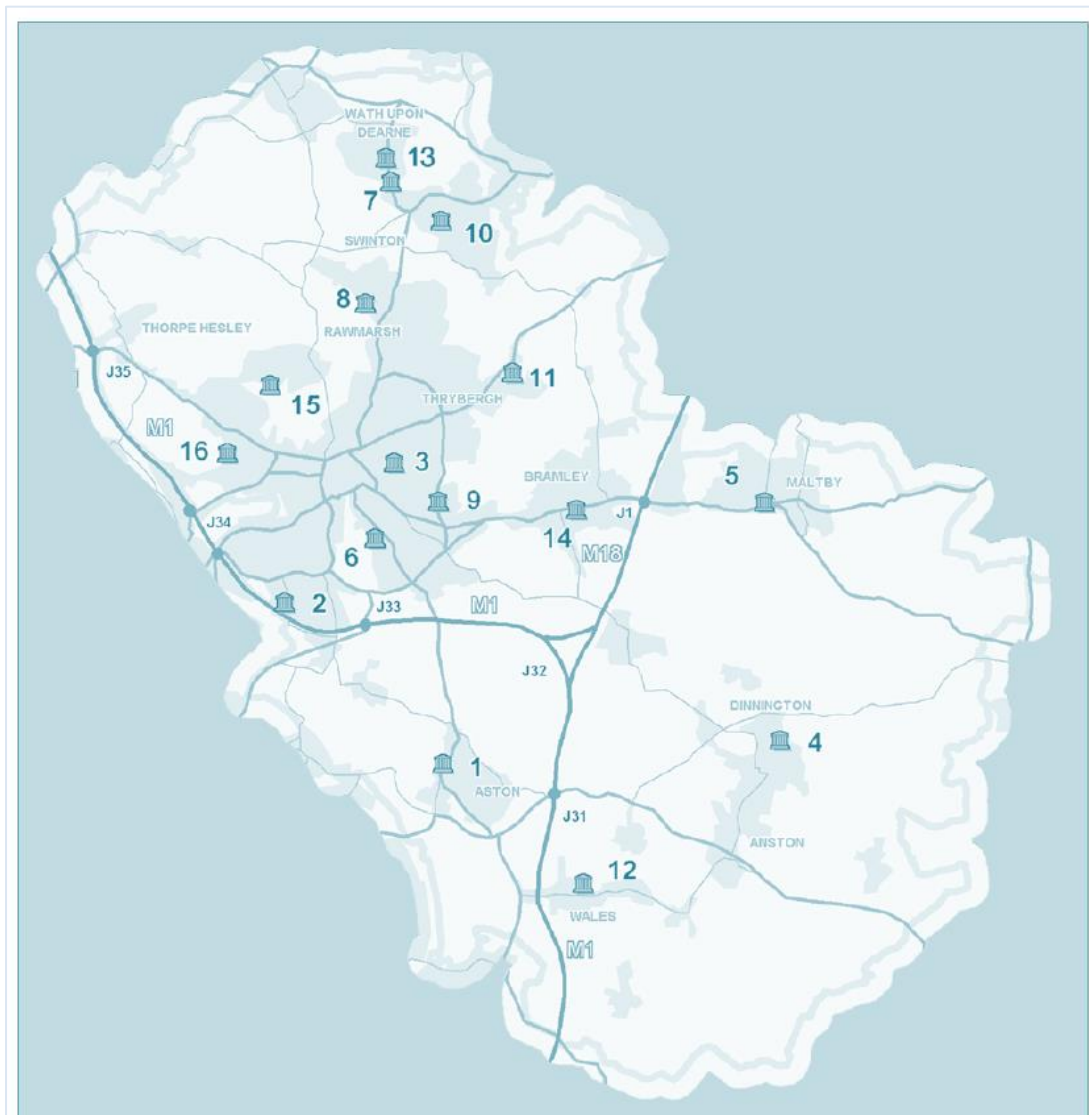 WATH UPON
DEARNE
13
7
10
SWINTON
8
THORPE HESLEY
RAWMARSH
J35
11
15
THRYBERGH
M1
16
3
BRAMLEY
5
MALTBY
9
J34
14
J1
6
M18
2
J33
M1
J32
DINNINGTON
4
1
ASTON
J31
ANSTON
12
WALES
M1